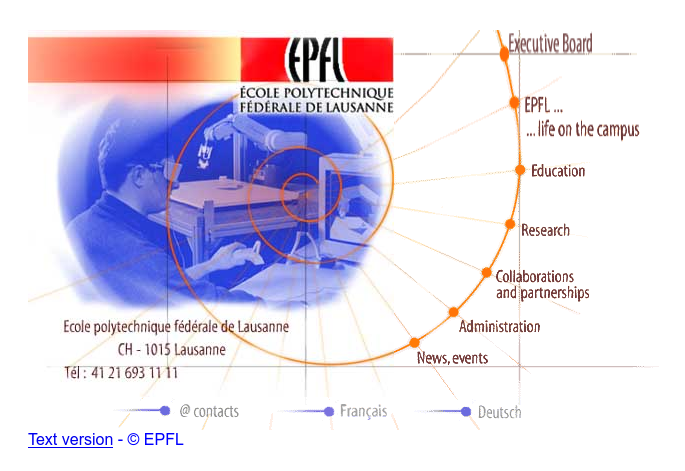 EPFL
ÉCOLE POLYTECHNIQUE
FÉDÉRALE DE LAUSANNE
Executive Board
EPFL ...
... life on the campus
Education
Research
Collaborations
and partnerships
Administration
News, events
Ecole polytechnique fédérale de Lausanne
CH - 1015 Lausanne
Tél : 41 21 693 11 11
@ contacts
Français
Deutsch
Text version - © EPFL